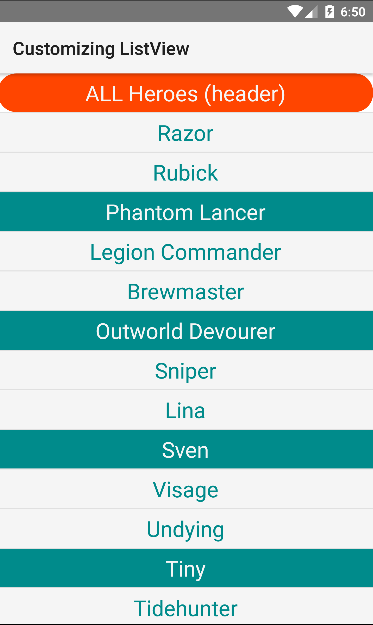 6:50
Customizing ListView
ALL Heroes (header)
Razor
Rubick
Phantom Lancer
Legion Commander
Brewmaster
Outworld Devourer
Sniper
Lina
Sven
Visage
Undying
Tiny
Tidehunter